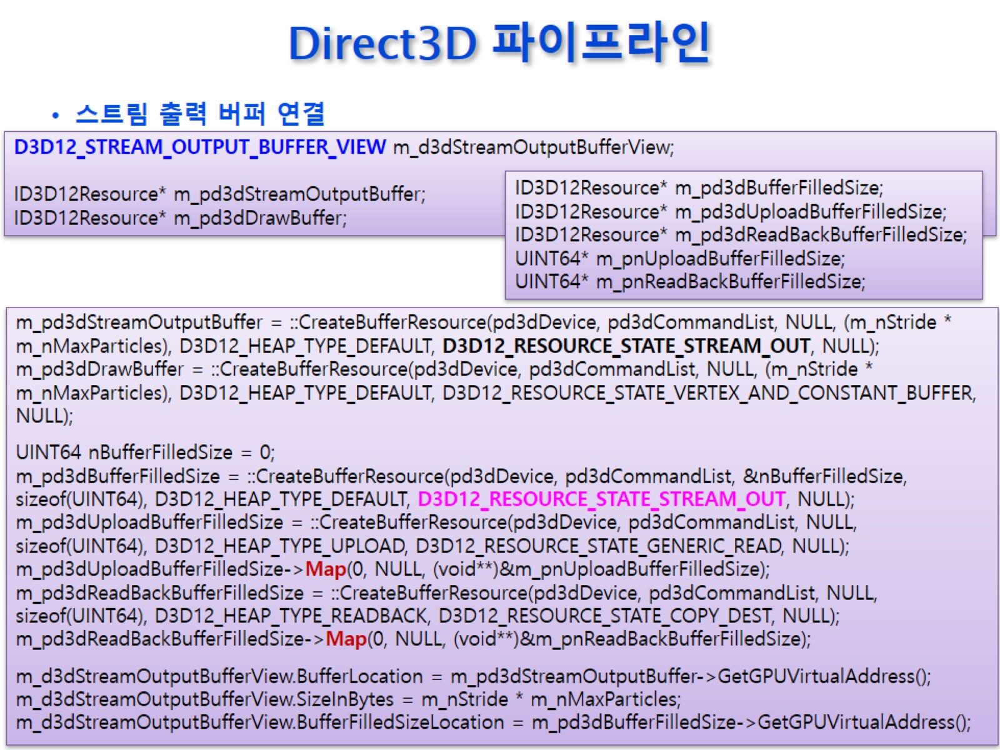 Direct3D 파이프라인
• 스트림 출력 버퍼 연결
D3D12_STREAM_OUTPUT_BUFFER_VIEW m_d3dStreamOutputBufferView;
ID3D12Resource* m_pd3dStreamOutputBuffer;
ID3D12Resource* m_pd3dDrawBuffer;
ID3D12Resource* m_pd3dBufferFilledSize;
ID3D12Resource* m_pd3dUploadBufferFilledSize;
ID3D12Resource* m_pd3dReadBackBufferFilledSize;
UINT64* m_pnUploadBufferFilledSize;
UINT64* m_pnReadBackBufferFilledSize;
m_pd3dStreamOutputBuffer = ::CreateBufferResource(pd3dDevice, pd3dCommandList, NULL, (m_nStride *
m_nMaxParticles), D3D12_HEAP_TYPE_DEFAULT, D3D12_RESOURCE_STATE_STREAM_OUT, NULL);
m_pd3dDrawBuffer = ::CreateBufferResource(pd3dDevice, pd3dCommandList, NULL, (m_nStride *
m_nMaxParticles), D3D12_HEAP_TYPE_DEFAULT, D3D12_RESOURCE_STATE_VERTEX_AND_CONSTANT_BUFFER,
NULL);
UINT64 nBufferFilledSize = 0;
m_pd3dBufferFilledSize = ::CreateBufferResource(pd3dDevice, pd3dCommandList, &nBufferFilledSize,
sizeof(UINT64), D3D12_HEAP_TYPE_DEFAULT, D3D12_RESOURCE_STATE_STREAM_OUT, NULL);
m_pd3dUploadBufferFilledSize = ::CreateBufferResource(pd3dDevice, pd3dCommandList, NULL,
sizeof(UINT64), D3D12_HEAP_TYPE_UPLOAD, D3D12_RESOURCE_STATE_GENERIC_READ, NULL);
m_pd3dUploadBufferFilledSize->Map(0, NULL, (void**)&m_pnUploadBufferFilledSize);
m_pd3dReadBackBufferFilledSize = ::CreateBufferResource(pd3dDevice, pd3dCommandList, NULL,
sizeof(UINT64), D3D12_HEAP_TYPE_READBACK, D3D12_RESOURCE_STATE_COPY_DEST, NULL);
m_pd3dReadBackBufferFilledSize->Map(0, NULL, (void**)&m_pnReadBackBufferFilledSize);
m_d3dStreamOutputBufferView.BufferLocation = m_pd3dStreamOutputBuffer->GetGPUVirtualAddress();
m_d3dStreamOutputBufferView.SizeInBytes = m_nStride * m_nMaxParticles;
m_d3dStreamOutputBufferView.BufferFilledSizeLocation = m_pd3dBufferFilledSize->GetGPUVirtualAddress();